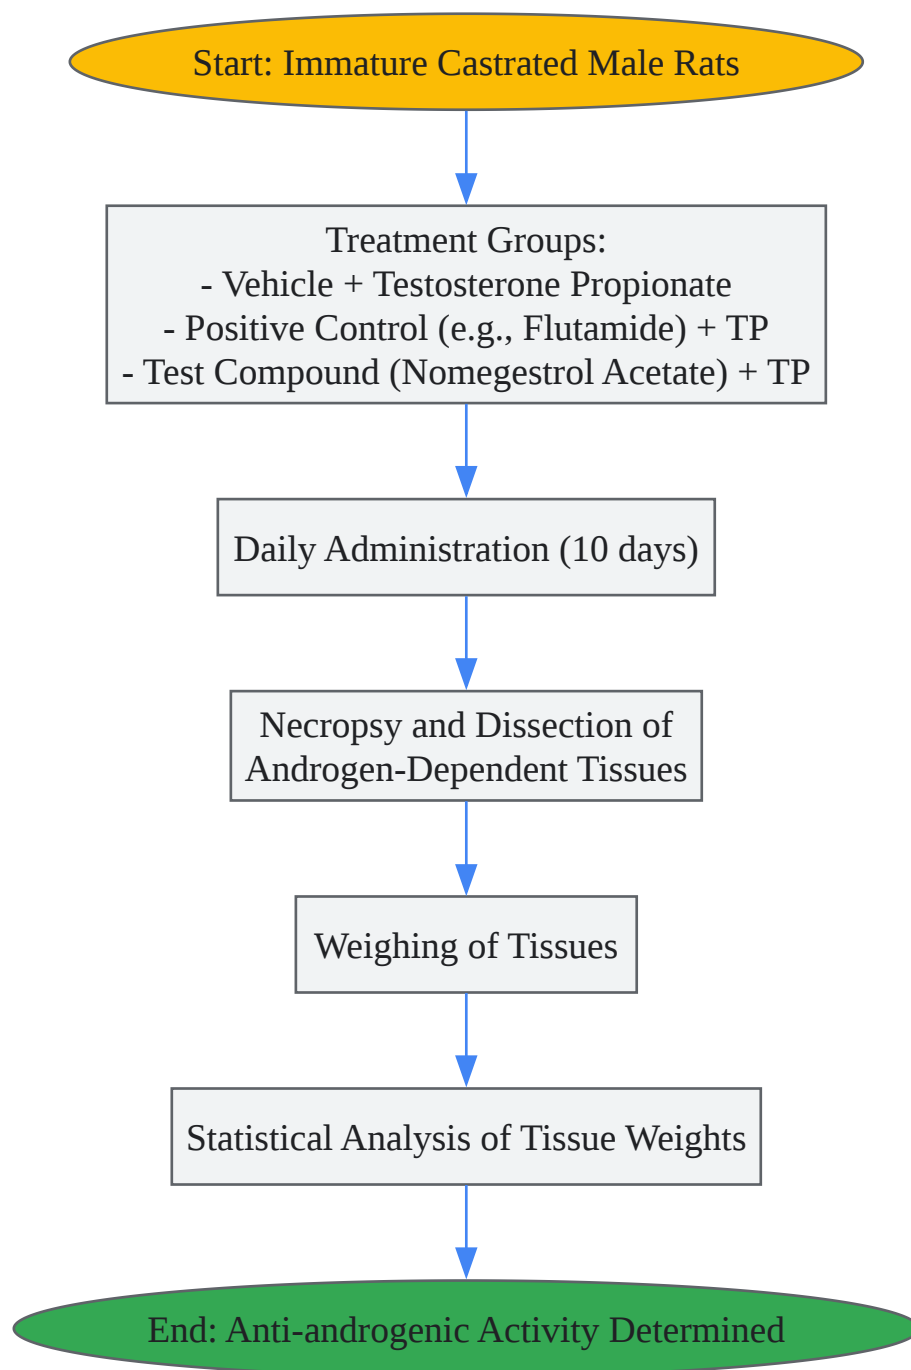 Start: Immature Castrated Male Rats
Treatment Groups:
- Vehicle + Testosterone Propionate
- Positive Control (e.g., Flutamide) + TP
- Test Compound (Nomegestrol Acetate) + TP
Daily Administration (10 days)
Necropsy and Dissection of
Androgen-Dependent Tissues
Weighing of Tissues
Statistical Analysis of Tissue Weights
End: Anti-androgenic Activity Determined